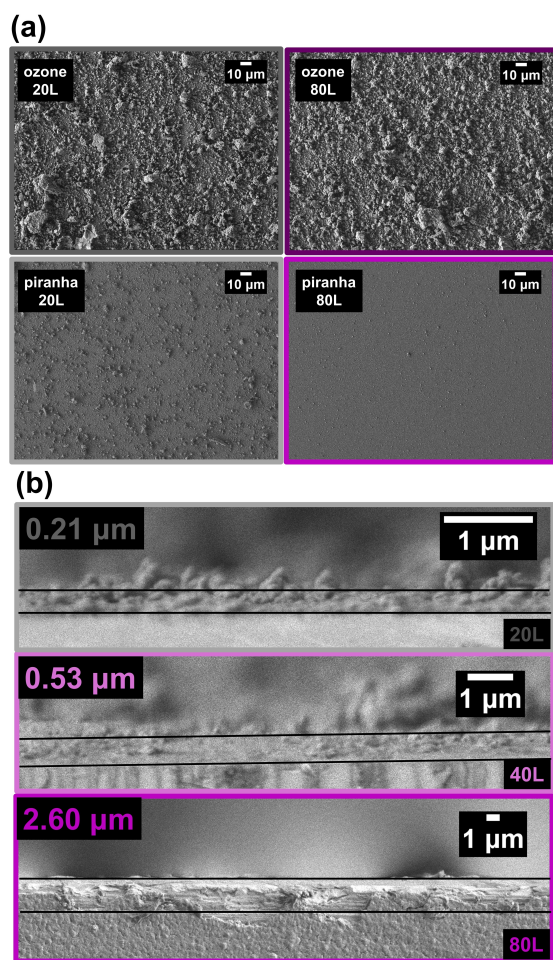 (a)
ozone
20L
10 µm
ozone
80L
10 µm
piranha
20L
10 µm
piranha
80L
10 µm
(b)
0.21 µm
1 µm
20L
0.53 µm
1 µm
40L
2.60 µm
1 µm
80L